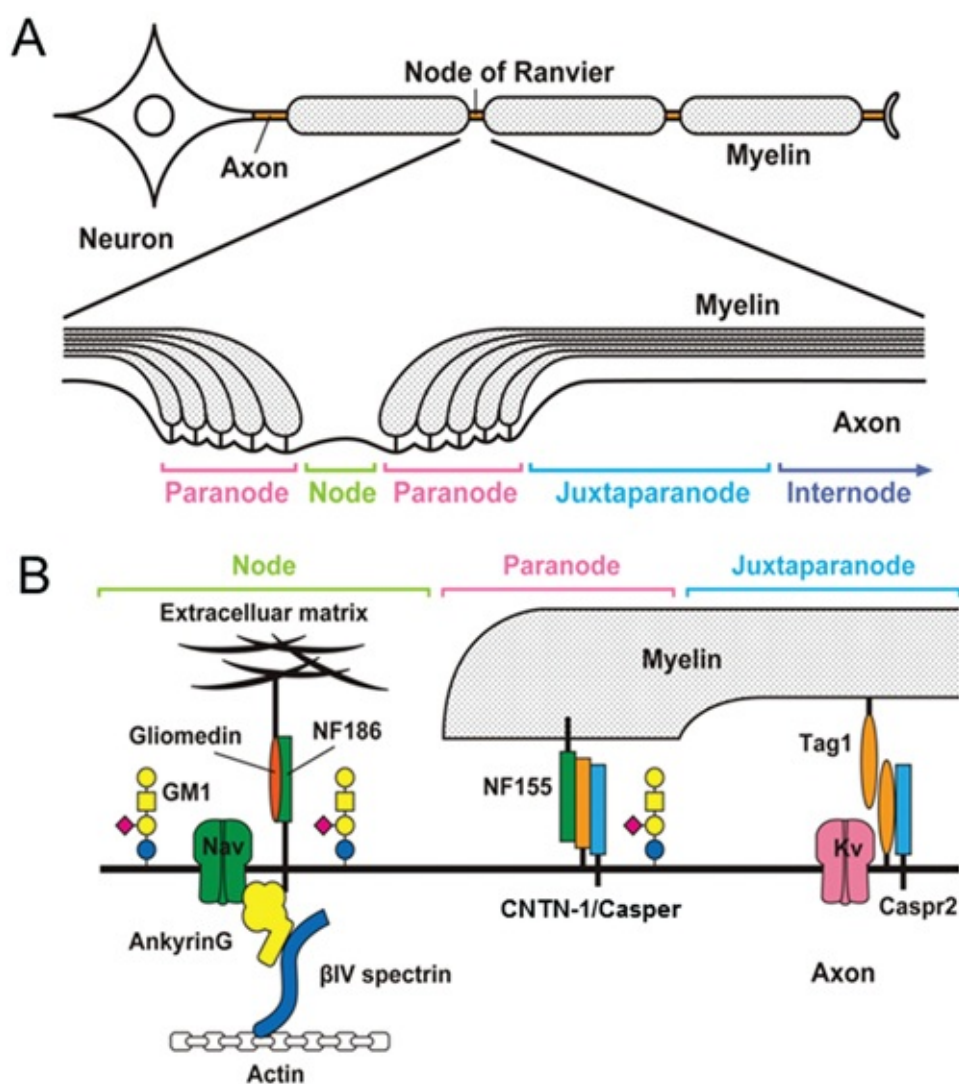 A
Node of Ranvier
Axon
Myelin
Neuron
Myelin
Axon
Paranode
Node
Paranode
Juxtaparanode
Internode
B
Node
Paranode
Juxtaparanode
Extracelluar matrix
Myelin
Gliomedin
NF186
Tag1
GM1
NF155
Nav
Kv
CNTN-1/Casper
Caspr2
AnkyrinG
βIV spectrin
Axon
Actin